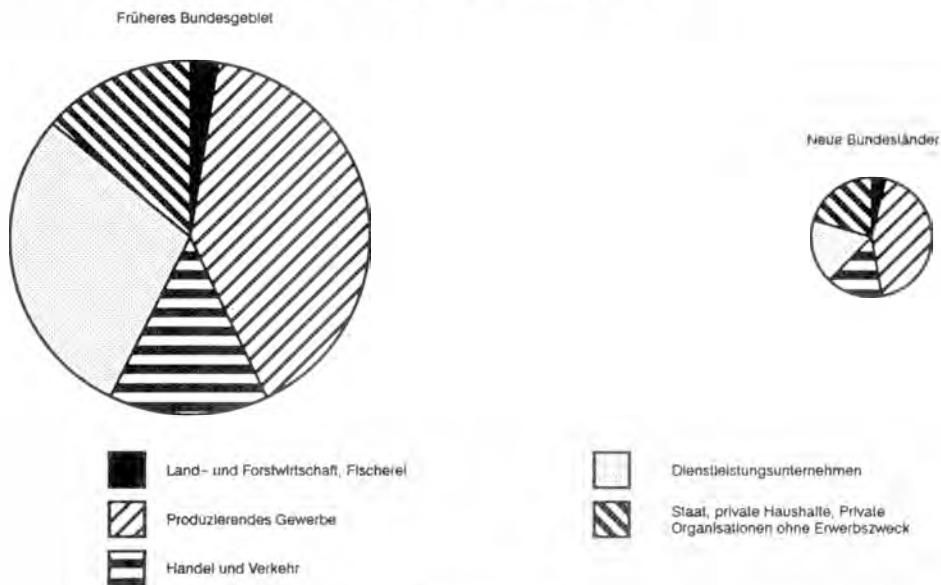 Früheres Bundesgebiet
Neue Bundesländer
Land- und Forstwirtschaft, Fischerei
Produzierendes Gewerbe
Handel und Verkehr
Dienstleistungsunternehmen
Staat, private Haushalte, Private
Organisationen ohne Erwerbszweck